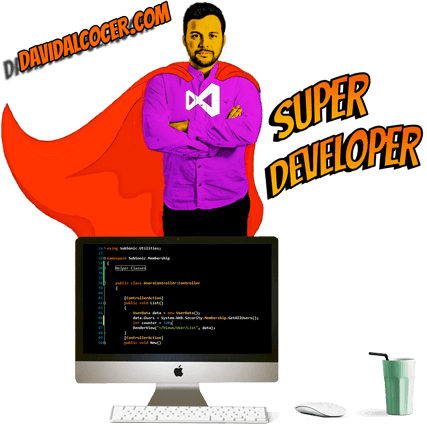 DAVIDALCOCER.COM
SUPER
DEVELOPER
using SubSonic.Utilities;
namespace SubSonic.Membership
{
Helper Classes
public class UsersController:Controller
{
[ControllerAction]
public void List()
{
UserData data = new UserData();
data.Users = System.Web.Security.Membership.GetAllUsers();
int counter =
RenderView("~/Views/User/List", data);
}
[ControllerAction]
public void New()